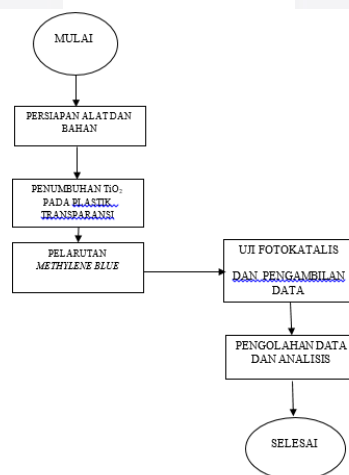 MULAI
PERSIAPAN ALAT DAN
BAHAN
PENUMBUHAN TiO₂
PADA PLASTIK
TRANSPARANSI
PELARUTAN
METHYLENE BLUE
UJI FOTOKATALIS
DAN PENGAMBILAN
DATA
PENGOLAHAN DATA
DAN ANALISIS
SELESAI